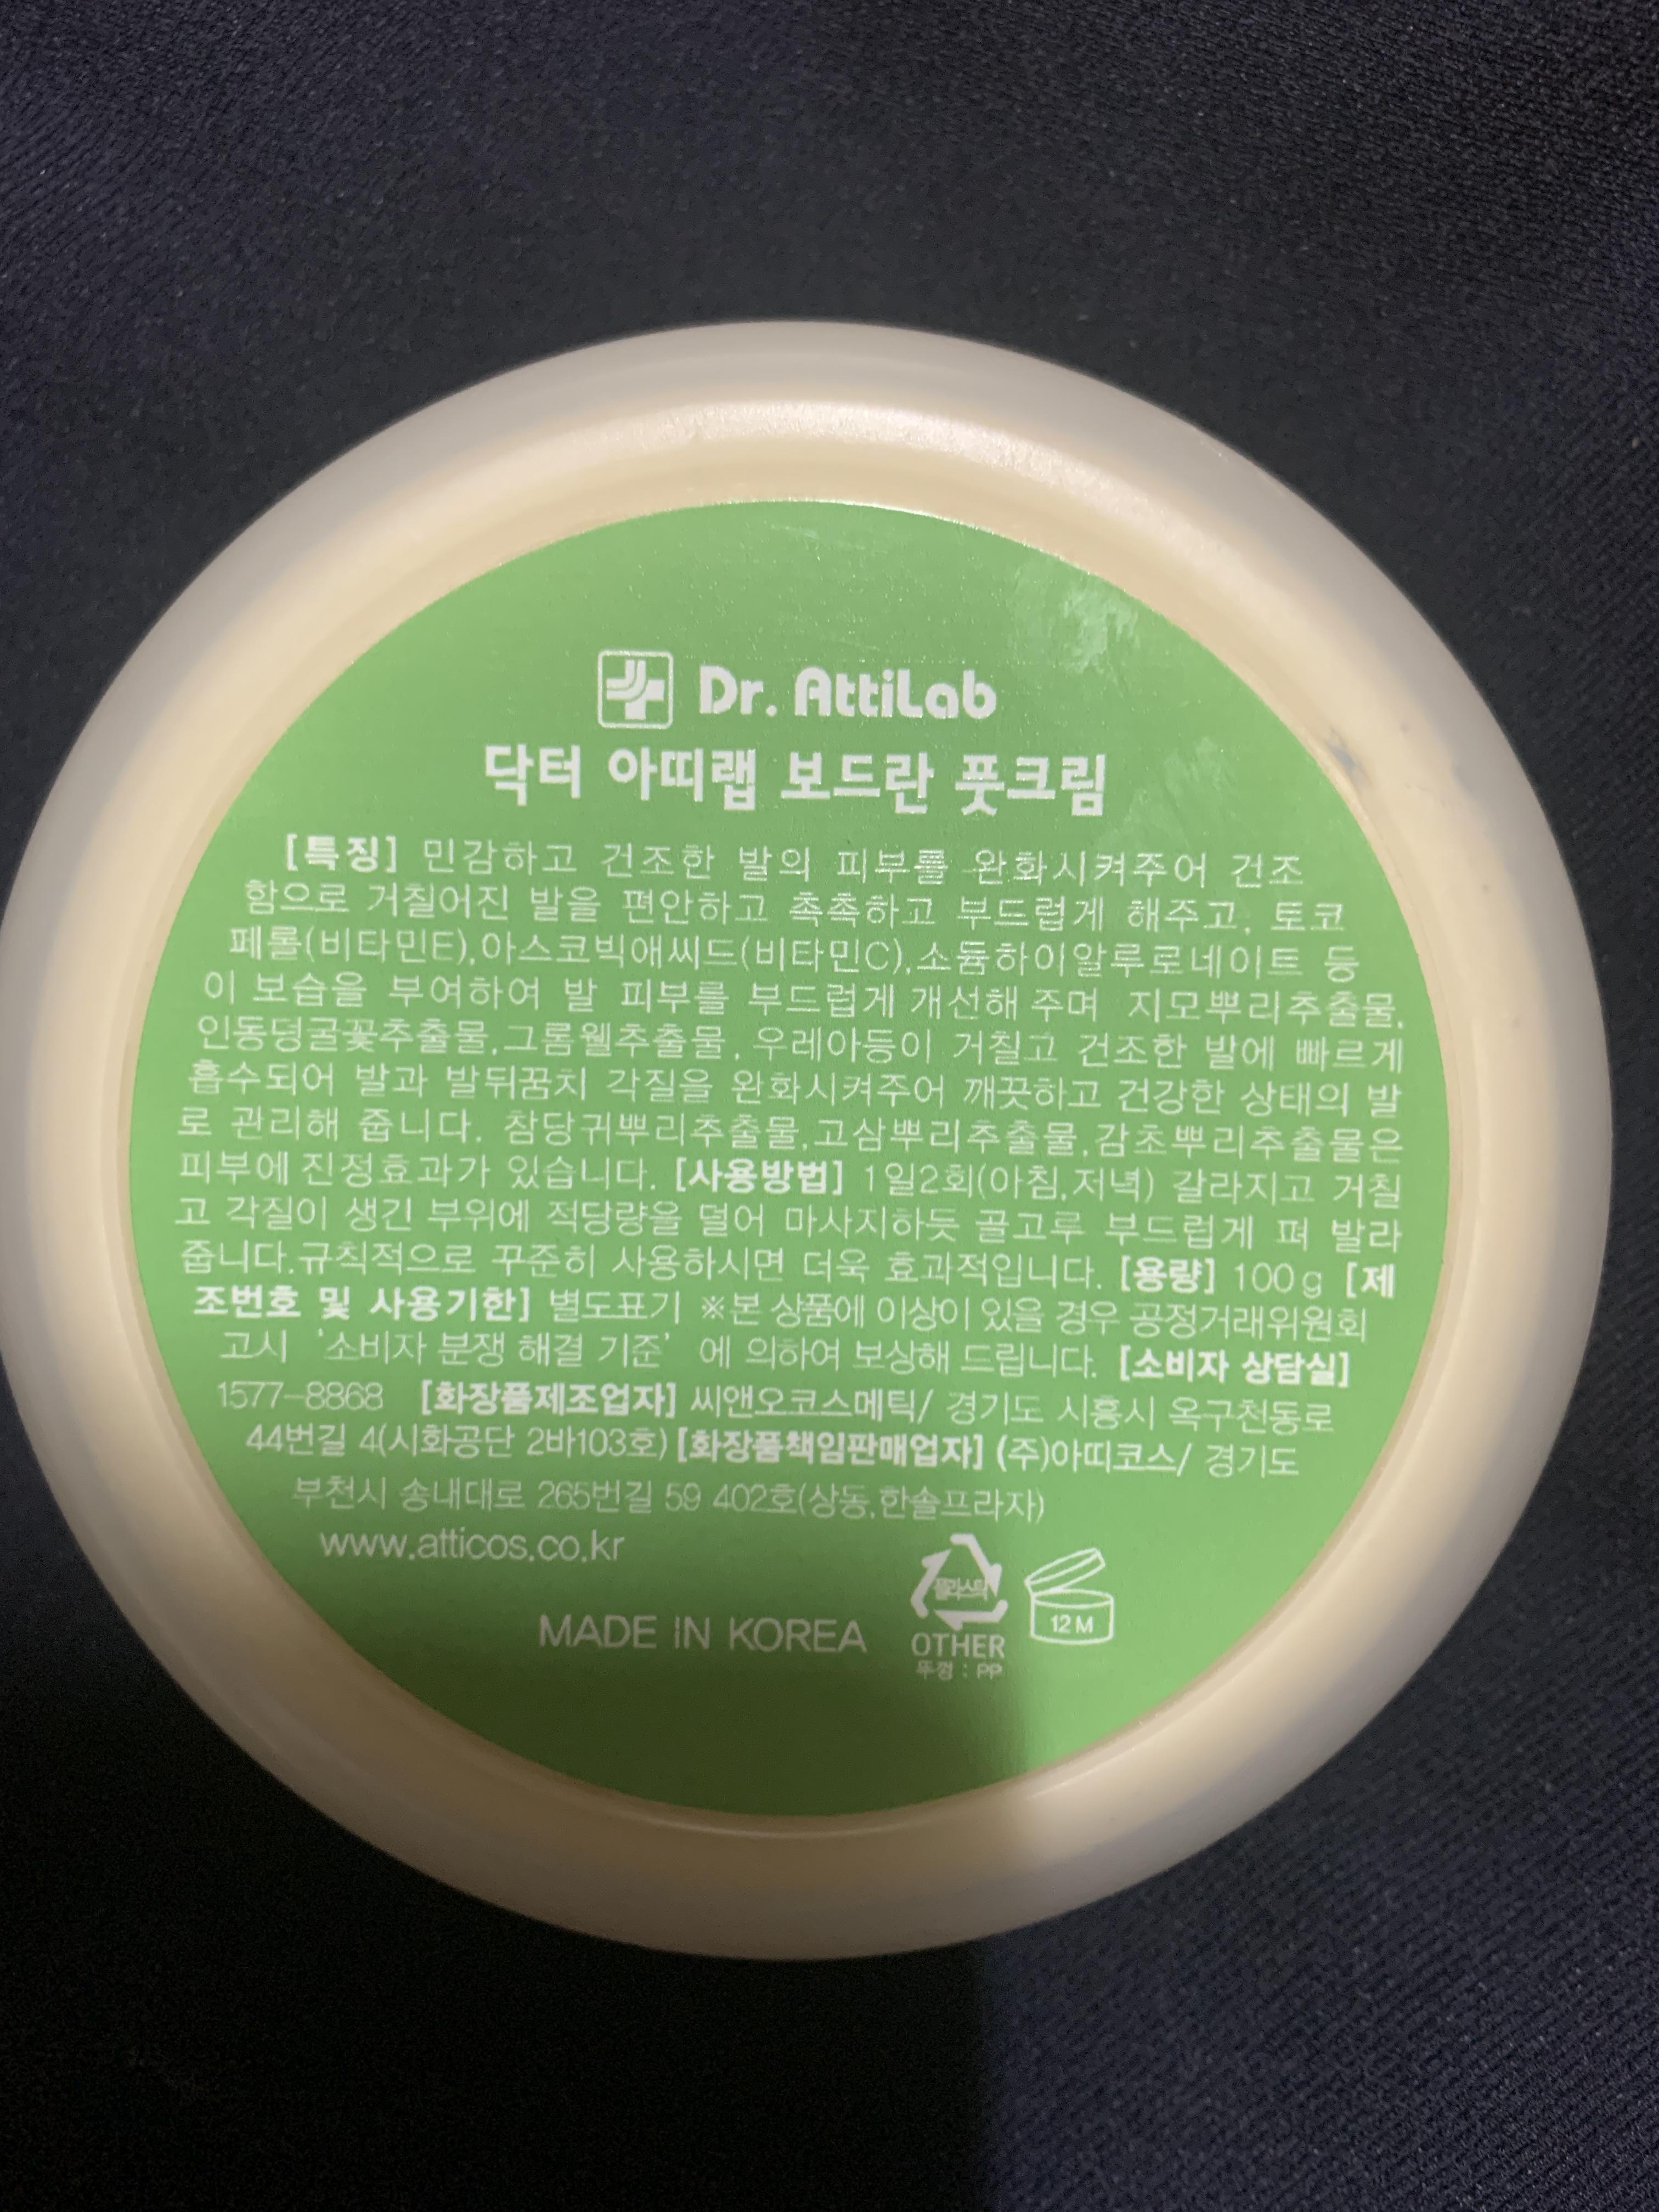 Dr. AttiLab
닥터 아띠랩 보드란 풋크림
[특징] 민감하고 건조한 발의 피부를 완화시켜주어 건조
함으로 거칠어진 발을 편안하고 촉촉하고 부드럽게 해주고, 토코
페롤(비타민E),아스코빅애씨드(비타민C),소듐하이알루로네이트 등
이 보습을 부여하여 발 피부를 부드럽게 개선해 주며 지모뿌리추출물,
인동덩굴꽃추출물,그롬웰추출물, 우레아등이 거칠고 건조한 발에 빠르게
흡수되어 발과 발뒤꿈치 각질을 완화시켜주어 깨끗하고 건강한 상태의 발
로 관리해 줍니다. 참당귀뿌리추출물,고삼뿌리추출물,감초뿌리추출물은
피부에 진정효과가 있습니다. [사용방법] 1일2회(아침,저녁) 갈라지고 거칠
고 각질이 생긴 부위에 적당량을 덜어 마사지하듯 골고루 부드럽게 펴 발라
줍니다.규칙적으로 꾸준히 사용하시면 더욱 효과적입니다. [용량] 100g [제
조번호 및 사용기한] 별도표기 ※본 상품에 이상이 있을 경우 공정거래위원회
고시 '소비자 분쟁 해결 기준' 에 의하여 보상해 드립니다. [소비자 상담실]
1577-8868 [화장품제조업자] 씨앤오코스메틱/ 경기도 시흥시 옥구천동로
44번길 4(시화공단 2바103호) [화장품책임판매업자] (주)아띠코스/ 경기도
부천시 송내대로 265번길 59 402호(상동,한솔프라자)
www.atticos.co.kr
플라스틱
12M
MADE IN KOREA
OTHER
뚜껑 : PP